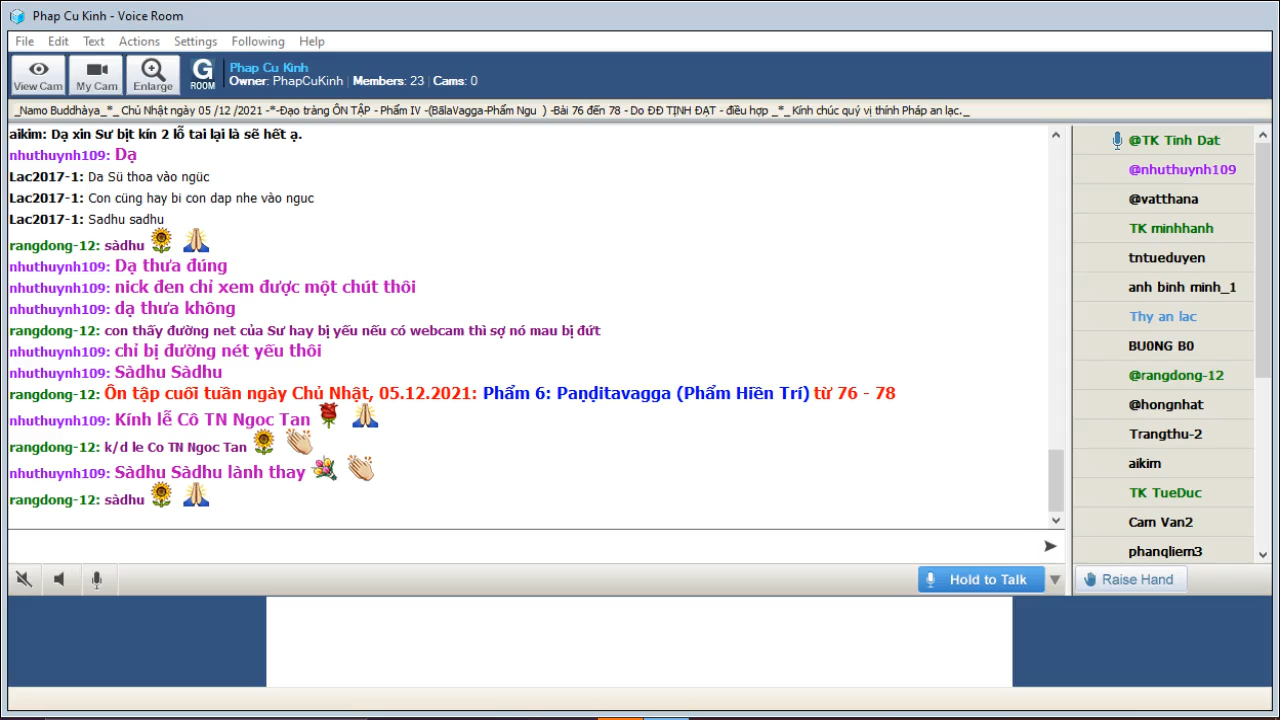 Phap Cu Kinh - Voice Room
File Edit Text Actions Settings Following Help
View Cam My Cam Enlarge G ROOM
Phap Cu Kinh
Owner: PhapCuKinh | Members: 23 | Cams: 0
_Namo Buddhàya_*_ Chủ Nhật ngày 05 /12 /2021 -*-Đạo tràng ÔN TẬP - Phẩm IV -(BãlaVagga-Phẩm Ngu ) -Bài 76 đến 78 - Do ĐĐ TỊNH ĐẠT - điều hợp _*_ Kính chúc quý vị thính Pháp an lạc._
aikim: Dạ xin Sư bịt kín 2 lỗ tai lại là sẽ hết ạ.
nhuthuynh109: Dạ
Lac2017-1: Da Sü thoa vào ngüc
Lac2017-1: Con cüng hay bi con dap nhe vào nguc
Lac2017-1: Sadhu sadhu
rangdong-12: sàdhu
nhuthuynh109: Dạ thưa đúng
nhuthuynh109: nick đen chỉ xem được một chút thôi
nhuthuynh109: dạ thưa không
rangdong-12: con thấy đường net của Sư hay bị yếu nếu có webcam thì sợ nó mau bị đứt
nhuthuynh109: chỉ bị đường nét yếu thôi
nhuthuynh109: Sàdhu Sàdhu
rangdong-12: Ôn tập cuối tuần ngày Chủ Nhật, 05.12.2021: Phẩm 6: Paṇḍitavagga (Phẩm Hiền Trí) từ 76 - 78
nhuthuynh109: Kính lễ Cô TN Ngoc Tan
rangdong-12: k/d le Co TN Ngoc Tan
nhuthuynh109: Sàdhu Sàdhu lành thay
rangdong-12: sàdhu
@TK Tinh Dat
@nhuthuynh109
@vatthana
TK minhhanh
tntueduyen
anh binh minh_1
Thy an lac
BU0NG B0
@rangdong-12
@hongnhat
Trangthu-2
aikim
TK TueDuc
Cam Van2
phanqliem3
Hold to Talk
Raise Hand